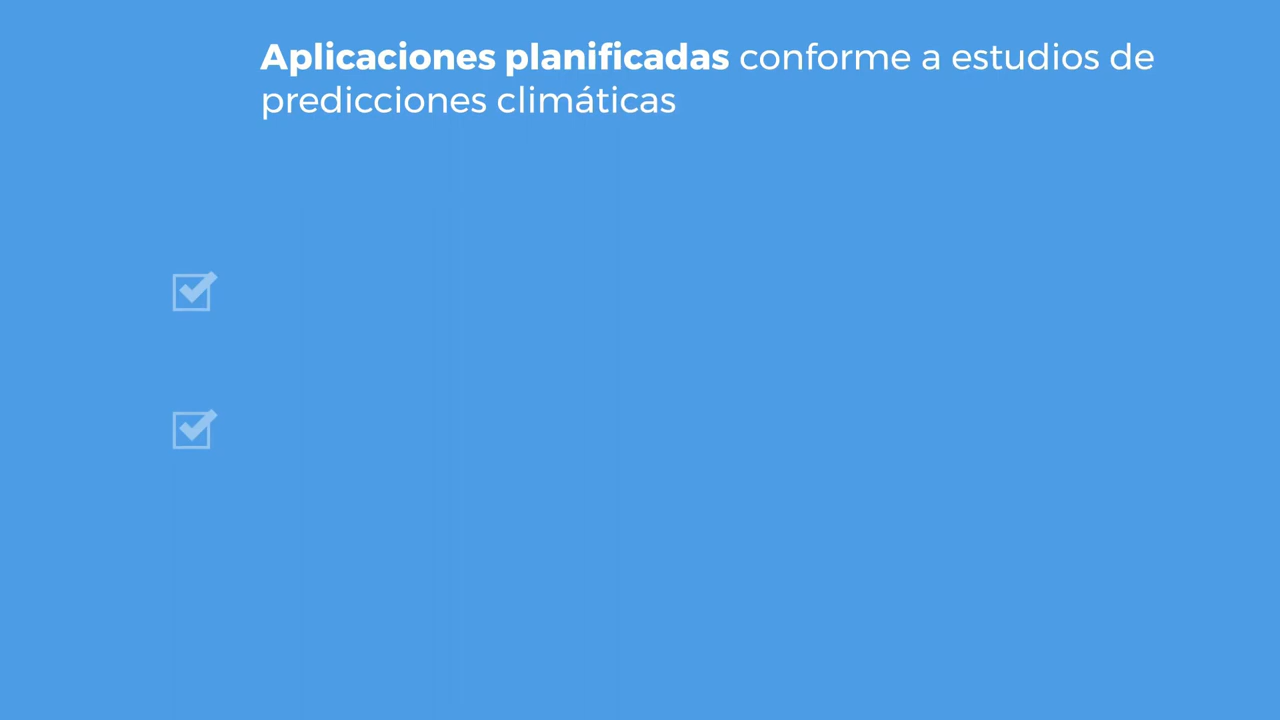 Aplicaciones planificadas conforme a estudios de
predicciones climáticas